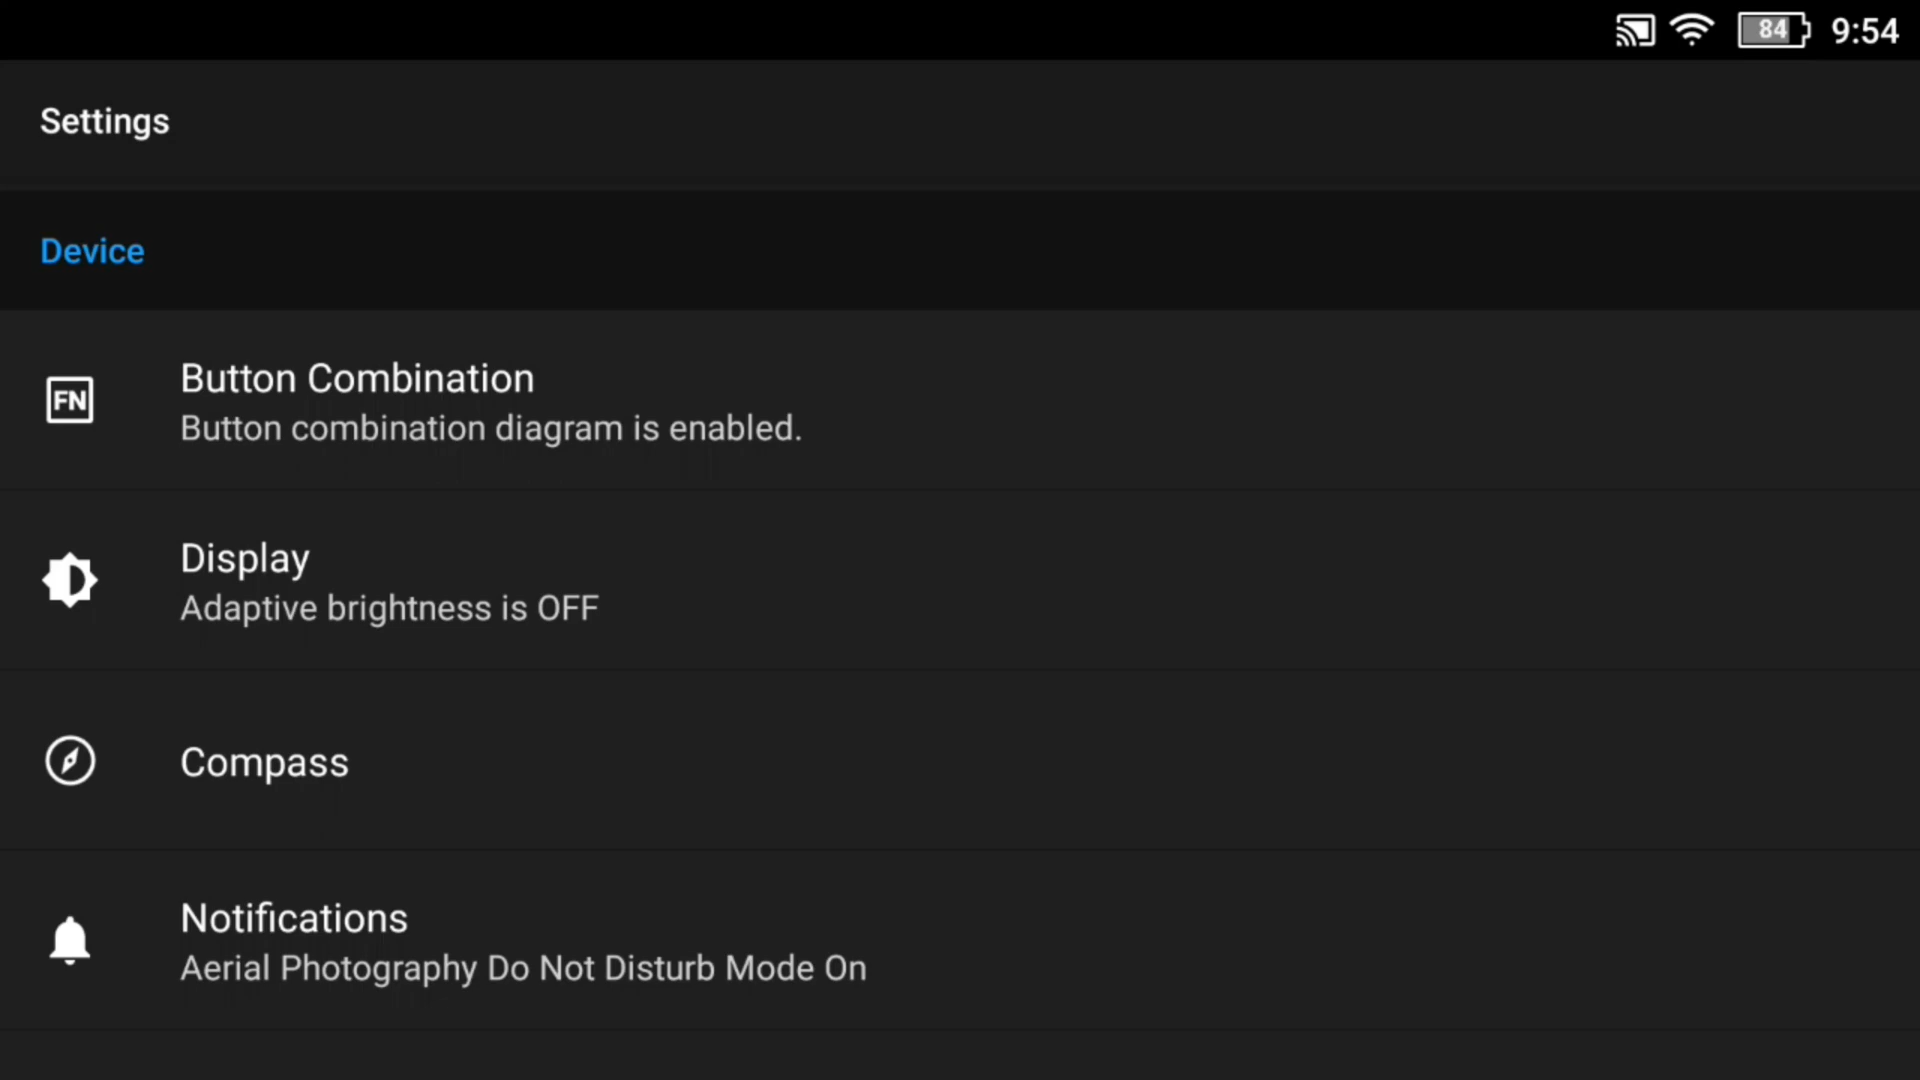 84 9:54
Settings
Device
FN
Button Combination
Button combination diagram is enabled.
Display
Adaptive brightness is OFF
Compass
Notifications
Aerial Photography Do Not Disturb Mode On